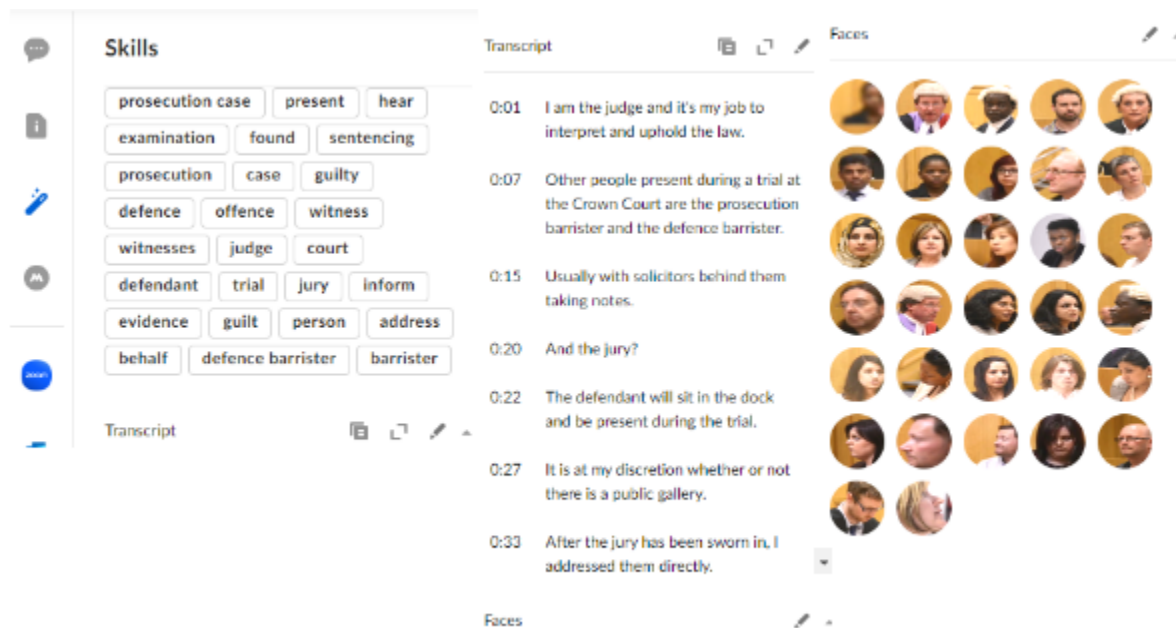 Skills
prosecution case present hear
examination found sentencing
prosecution case guilty
defence offence witness
witnesses judge court
defendant trial jury inform
evidence guilt person address
behalf defence barrister barrister
Transcript
zoom
Transcript
0:01 I am the judge and it's my job to
interpret and uphold the law.
0:07 Other people present during a trial at
the Crown Court are the prosecution
barrister and the defence barrister.
0:15 Usually with solicitors behind them
taking notes.
0:20 And the jury?
0:22 The defendant will sit in the dock
and be present during the trial.
0:27 It is at my discretion whether or not
there is a public gallery.
0:33 After the jury has been sworn in, I
addressed them directly.
Faces
Faces